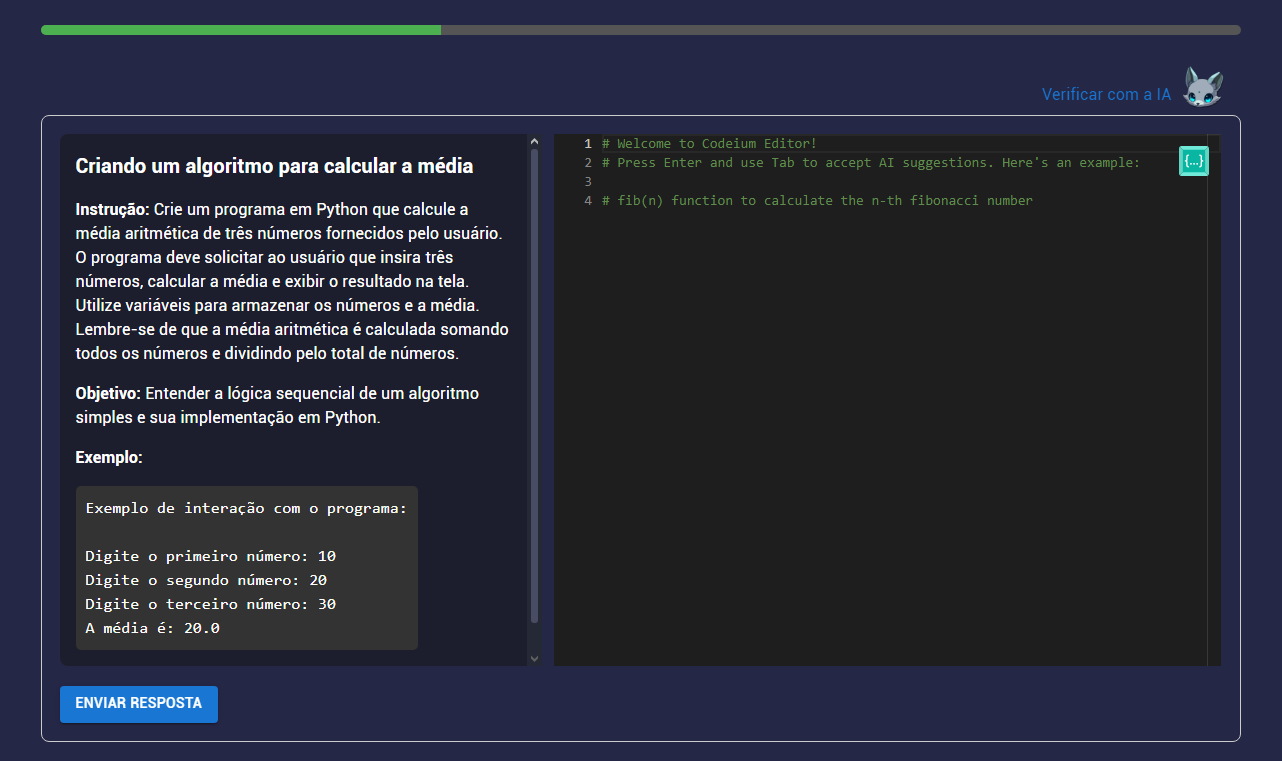 Verificar com a IA
Criando um algoritmo para calcular a média
Instrução: Crie um programa em Python que calcule a
média aritmética de três números fornecidos pelo usuário.
O programa deve solicitar ao usuário que insira três
números, calcular a média e exibir o resultado na tela.
Utilize variáveis para armazenar os números e a média.
Lembre-se de que a média aritmética é calculada somando
todos os números e dividindo pelo total de números.
Objetivo: Entender a lógica sequencial de um algoritmo
simples e sua implementação em Python.
Exemplo:
Exemplo de interação com o programa:
Digite o primeiro número: 10
Digite o segundo número: 20
Digite o terceiro número: 30
A média é: 20.0
1 # Welcome to Codeium Editor!
2 # Press Enter and use Tab to accept AI suggestions. Here's an example:
3
4 # fib(n) function to calculate the n-th fibonacci number
{...}
ENVIAR RESPOSTA